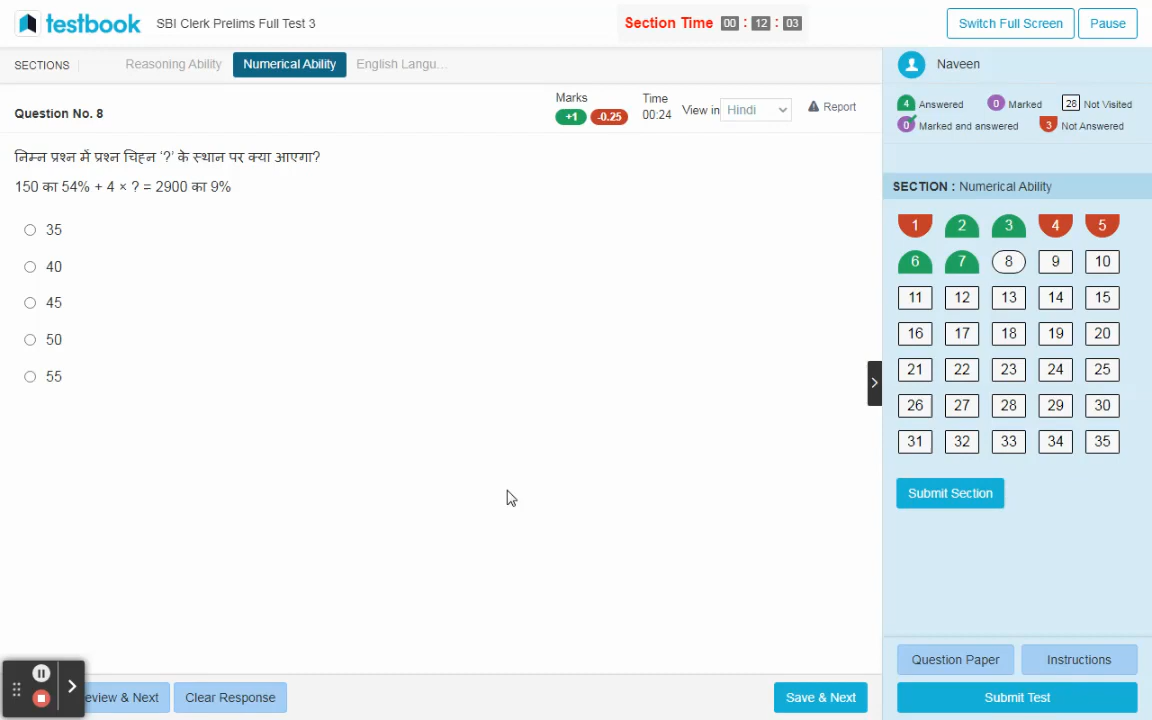 testbook
SBI Clerk Prelims Full Test 3
Section Time 00 : 12 : 03
Switch Full Screen
Pause
SECTIONS
Reasoning Ability
Numerical Ability
English Langu...
Naveen
Question No. 8
Marks
+1 -0.25
Time
00:24
View in Hindi
Report
4 Answered
0 Marked
28 Not Visited
0 Marked and answered
3 Not Answered
निम्न प्रश्न में प्रश्न चिह्न ‘?’ के स्थान पर क्या आएगा?
150 का 54% + 4 × ? = 2900 का 9%
35
40
45
50
55
SECTION : Numerical Ability
1 2 3 4 5
6 7 8 9 10
11 12 13 14 15
16 17 18 19 20
21 22 23 24 25
26 27 28 29 30
31 32 33 34 35
Submit Section
Question Paper
Instructions
eview & Next
Clear Response
Save & Next
Submit Test